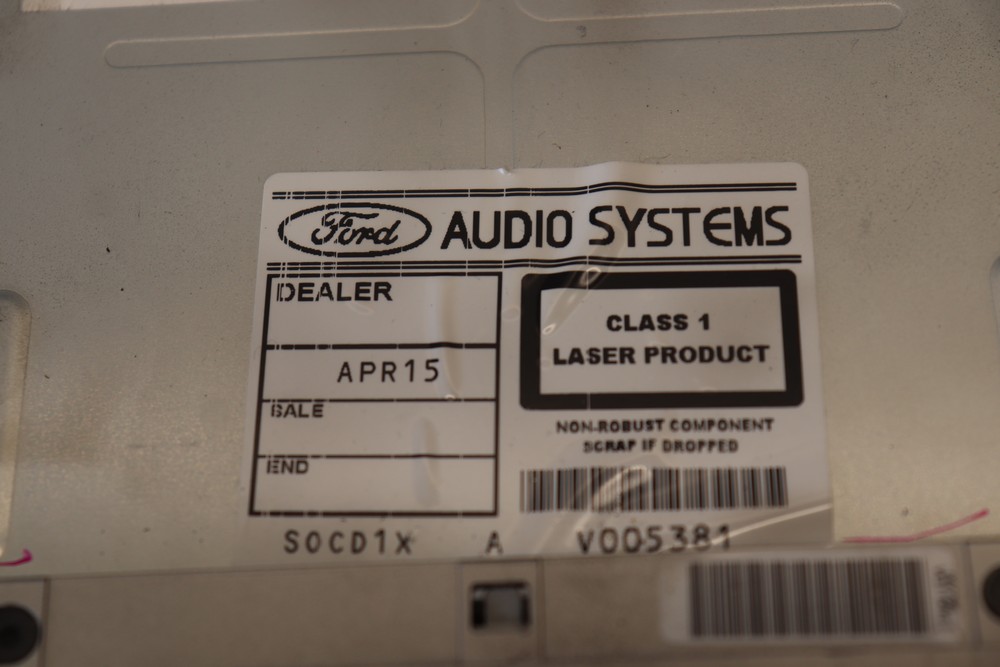 Ford AUDIO SYSTEMS
DEALER
APR15
SALE
END
CLASS 1
LASER PRODUCT
NON-ROBUST COMPONENT
SCRAP IF DROPPED
SOCD1X A V005381